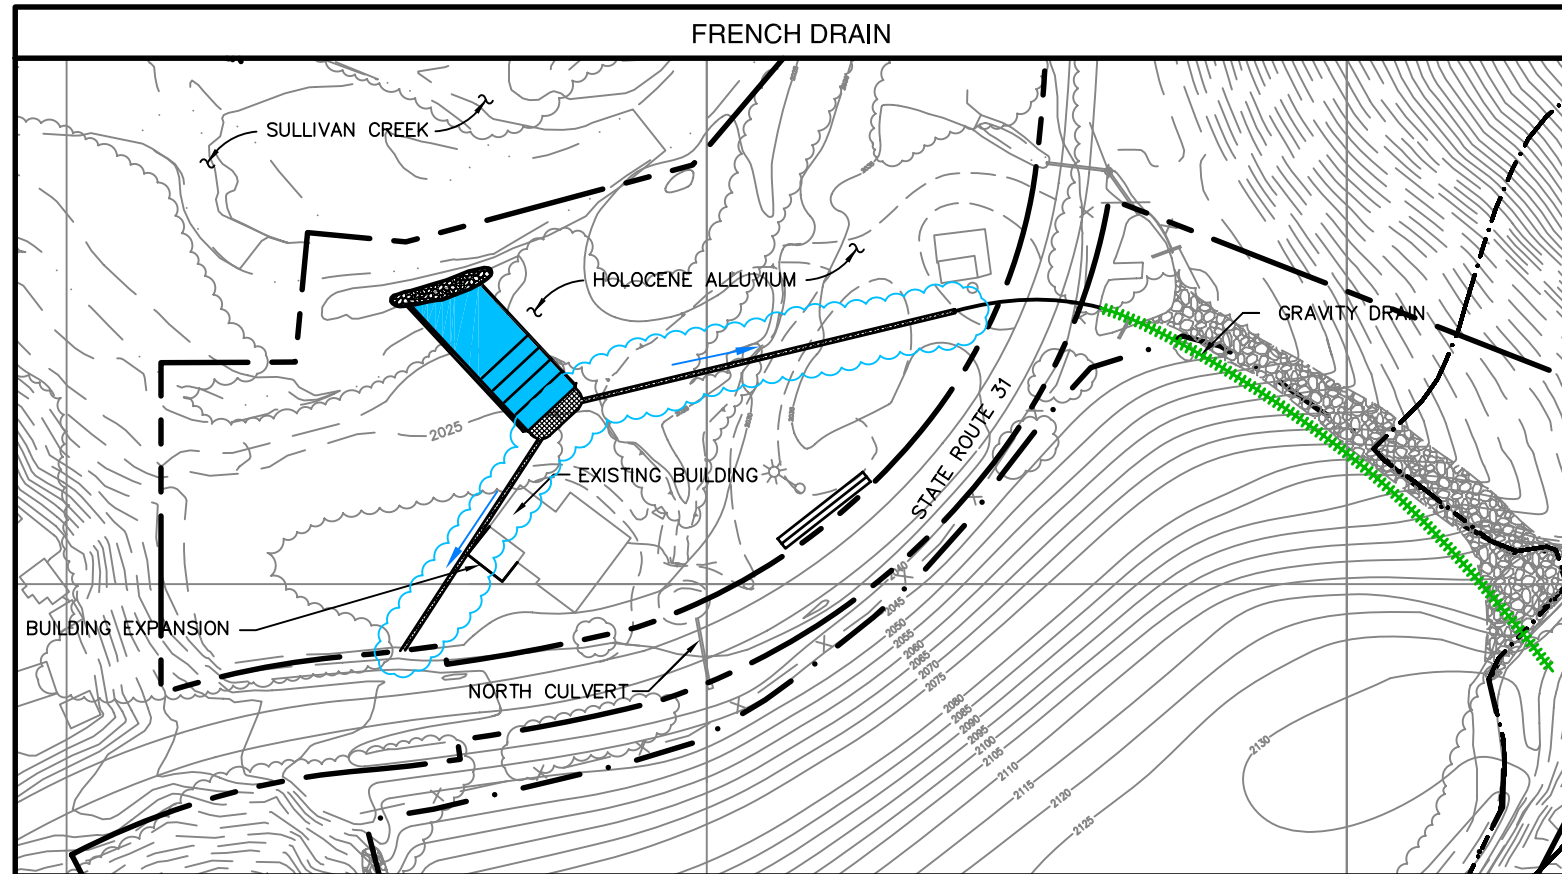 FRENCH DRAIN
SULLIVAN CREEK
HOLOCENE ALLUVIUM
GRAVITY DRAIN
2025
STATE ROUTE 31
EXISTING BUILDING
BUILDING EXPANSION
NORTH CULVERT
2040
2045
2050
2055
2060
2065
2070
2075
2080
2085
2090
2095
2100
2105
2110
2115
2120
2125
2130